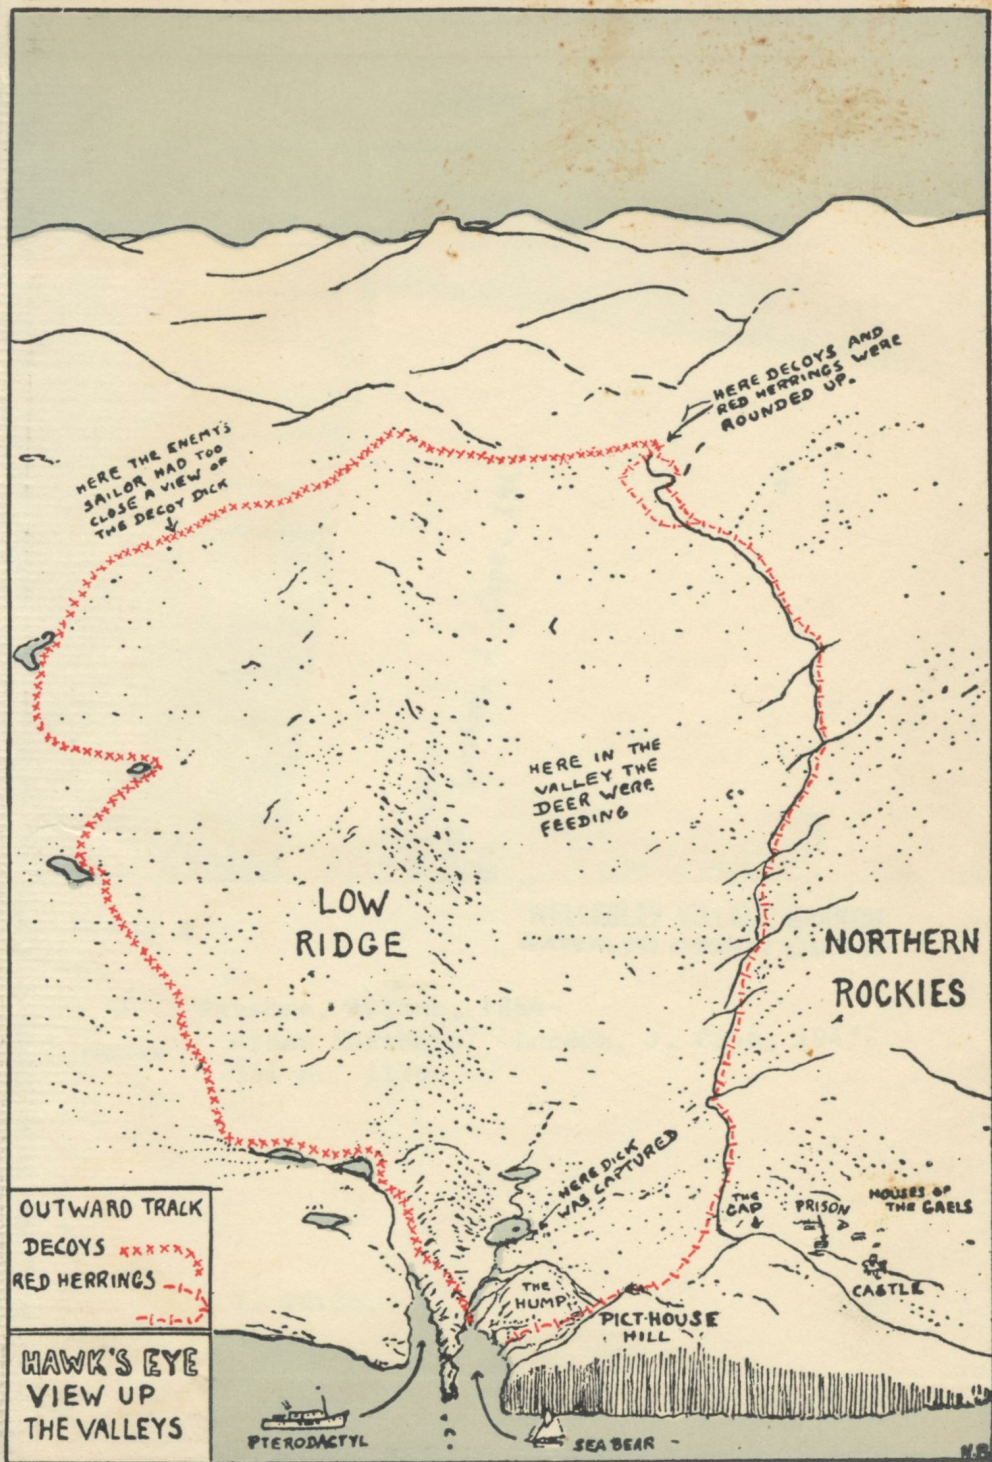 HERE DECOYS AND
RED HERRINGS WERE
ROUNDED UP.
HERE THE ENEMY'S
SAILOR HAD TOO
CLOSE A VIEW OF
THE DECOY DICK
HERE IN THE
VALLEY THE
DEER WERE
FEEDING
LOW
RIDGE
NORTHERN
ROCKIES
HERE DICK
WAS CAPTURED
THE
GAP
PRISON
HOUSES OF
THE GAELS
CASTLE
THE
HUMP
PICT-HOUSE
HILL
OUTWARD TRACK
DECOYS
RED HERRINGS
HAWK'S EYE
VIEW UP
THE VALLEYS
PTERODACTYL
SEA BEAR
N.B.